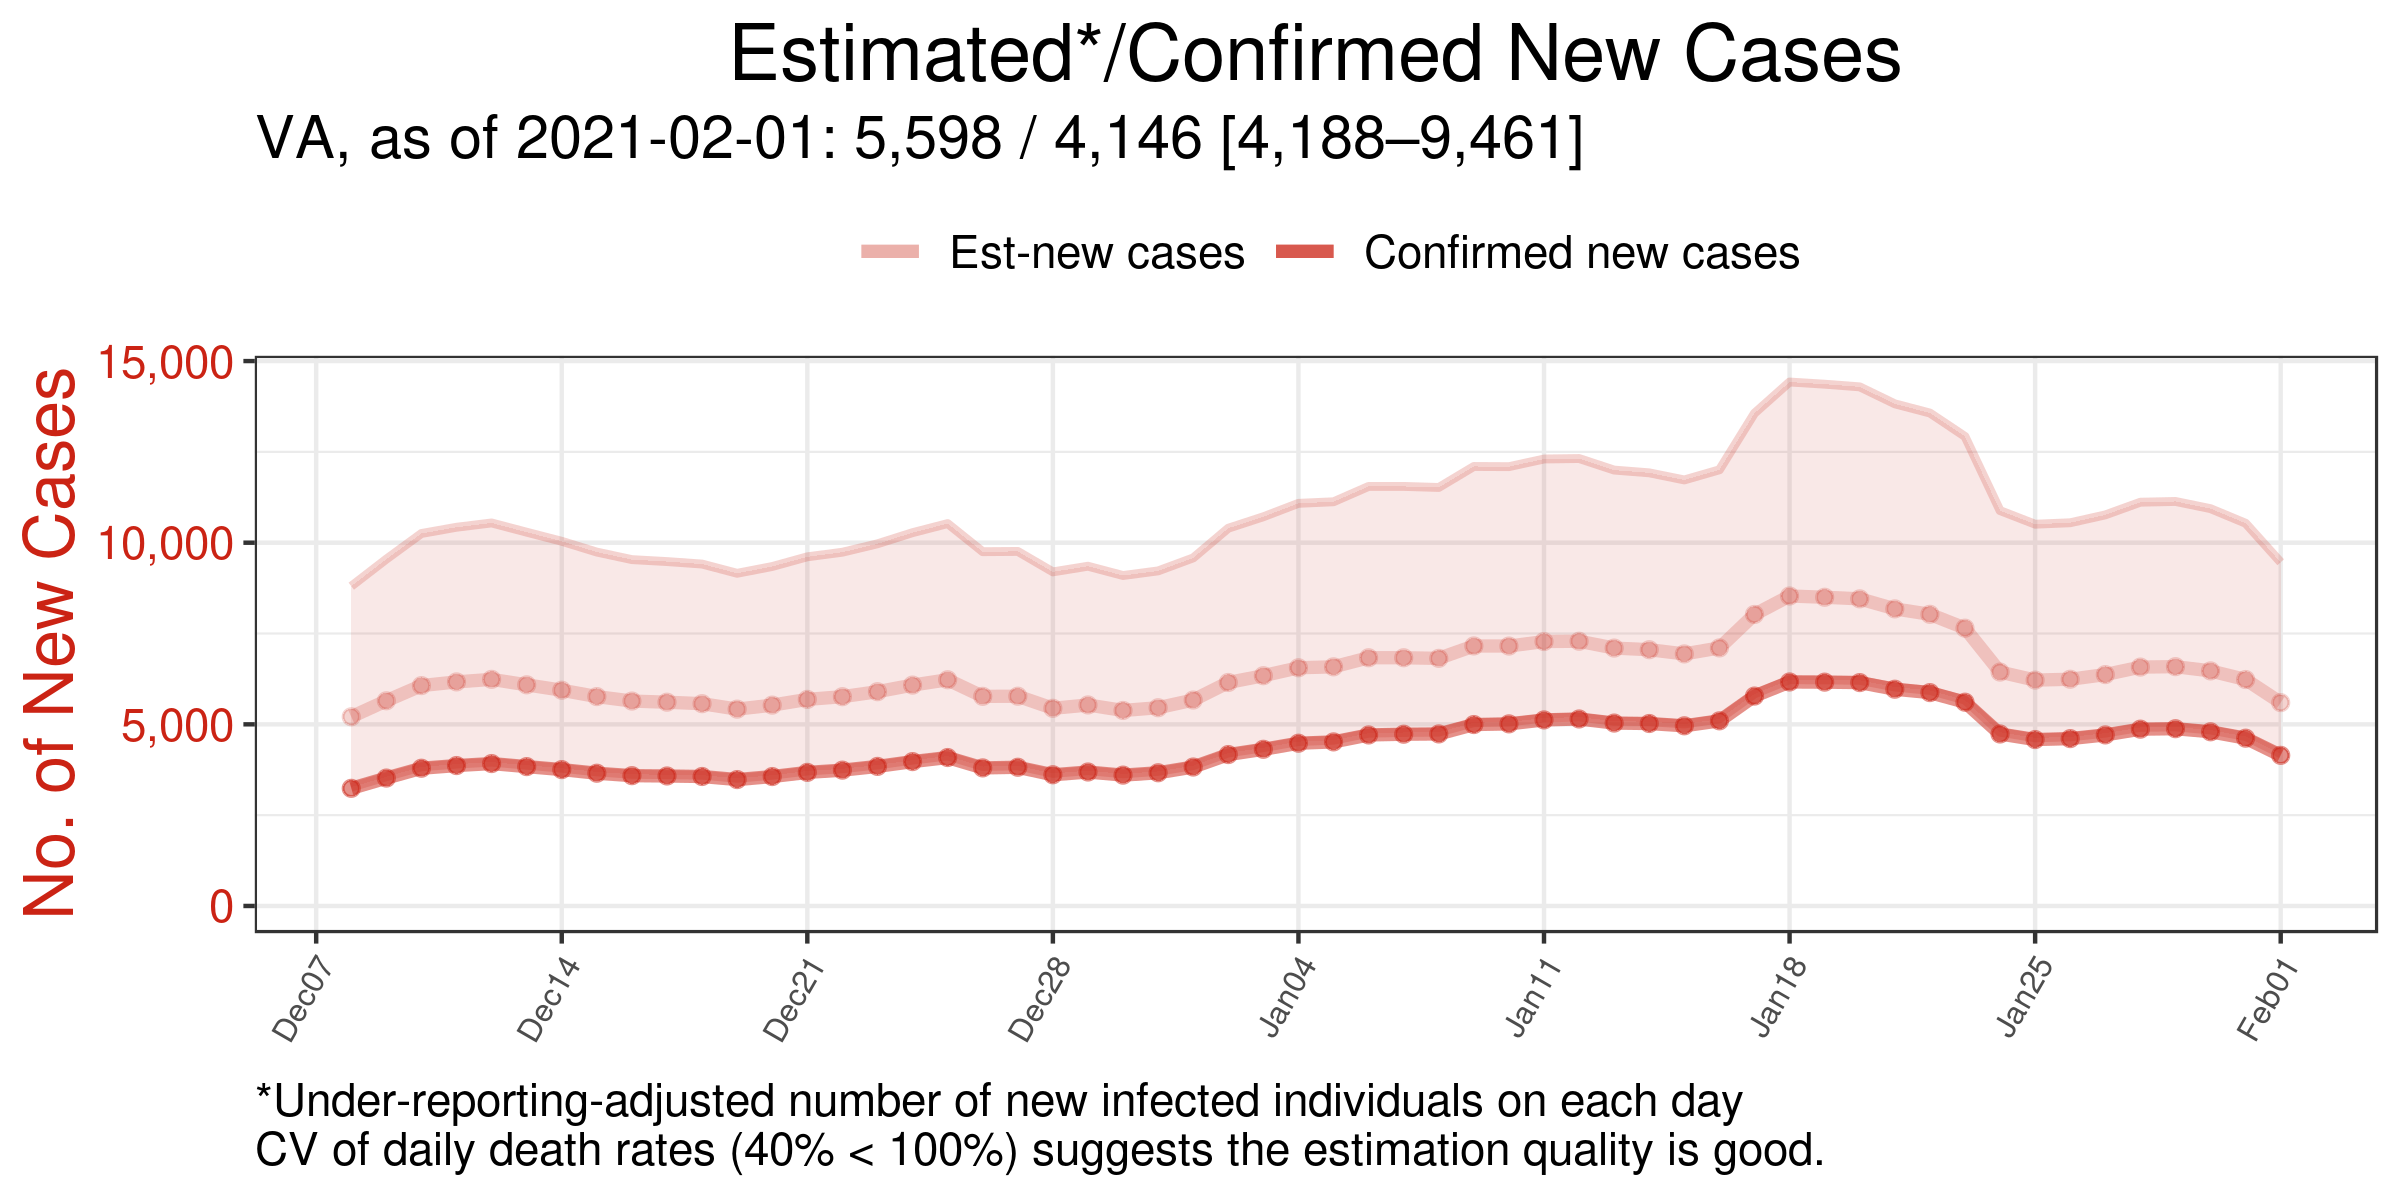 Estimated*/Confirmed New Cases
VA, as of 2021-02-01: 5,598 / 4,146 [4,188–9,461]
Est-new cases
Confirmed new cases
No. of New Cases
15,000
10,000
5,000
0
Dec07
Dec14
Dec21
Dec28
Jan04
Jan11
Jan18
Jan25
Feb01
*Under-reporting-adjusted number of new infected individuals on each day
CV of daily death rates (40% < 100%) suggests the estimation quality is good.